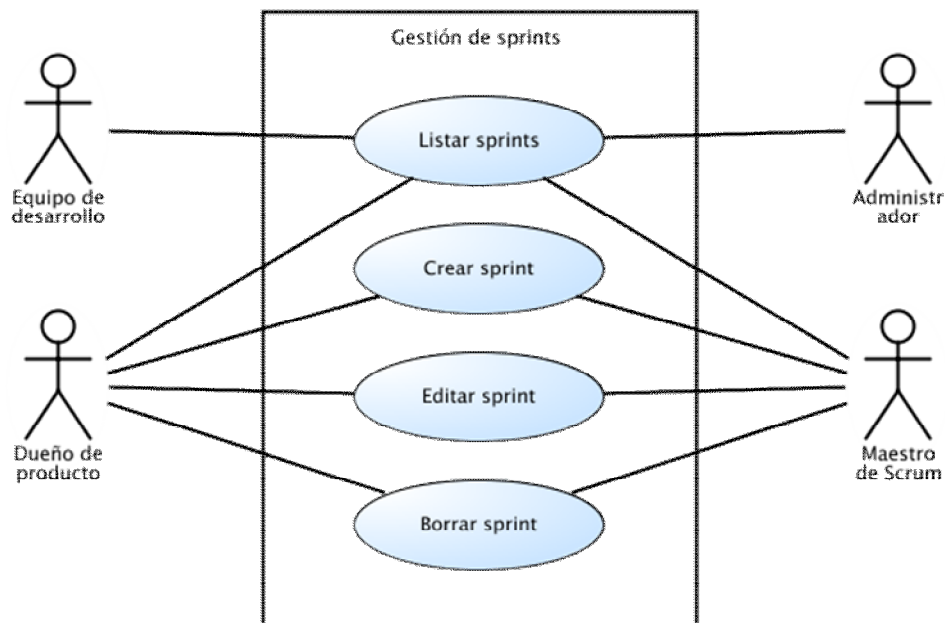 Gestión de sprints
Listar sprints
Equipo de
desarrollo
Administr
ador
Crear sprint
Editar sprint
Dueño de
producto
Maestro
de Scrum
Borrar sprint